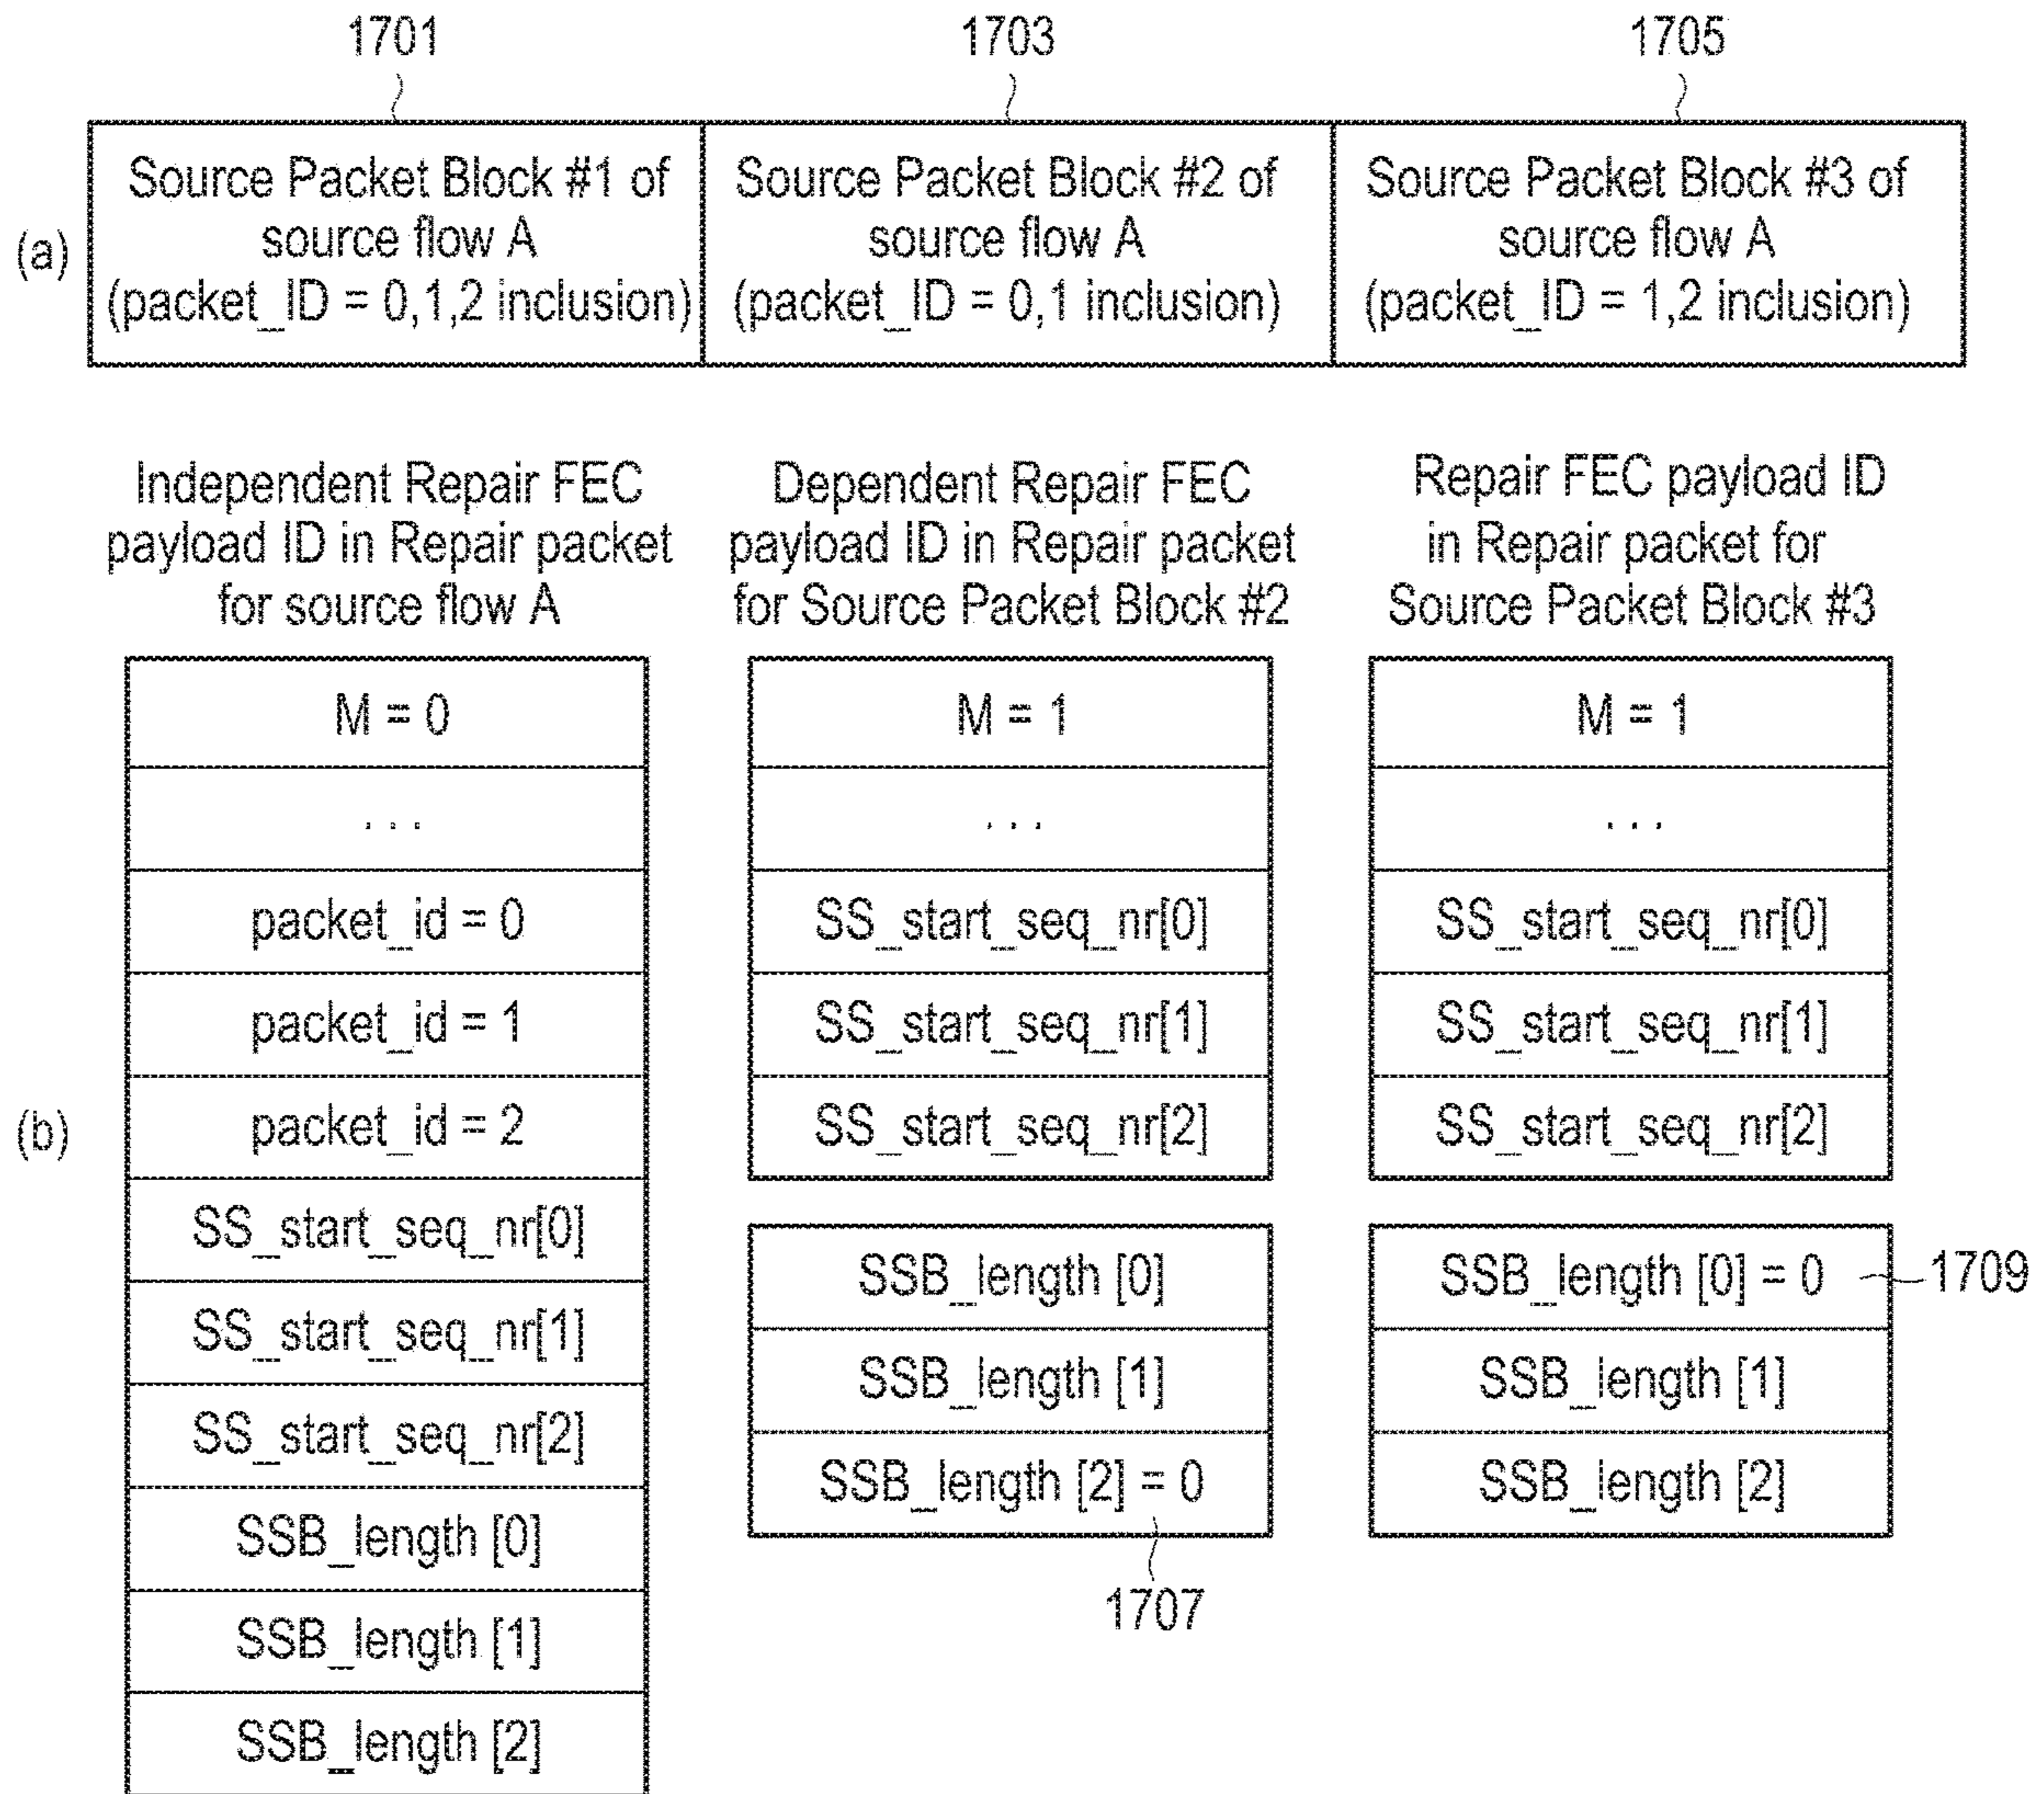 1701
1703
1705
(a)
Source Packet Block #1 of
source flow A
(packet_ID = 0,1,2 inclusion)
Source Packet Block #2 of
source flow A
(packet_ID = 0,1 inclusion)
Source Packet Block #3 of
source flow A
(packet_ID = 1,2 inclusion)
(b)
Independent Repair FEC
payload ID in Repair packet
for source flow A
M = 0
...
packet_id = 0
packet_id = 1
packet_id = 2
SS_start_seq_nr[0]
SS_start_seq_nr[1]
SS_start_seq_nr[2]
SSB_length [0]
SSB_length [1]
SSB_length [2]
Dependent Repair FEC
payload ID in Repair packet
for Source Packet Block #2
M = 1
...
SS_start_seq_nr[0]
SS_start_seq_nr[1]
SS_start_seq_nr[2]
SSB_length [0]
SSB_length [1]
SSB_length [2] = 0
1707
Repair FEC payload ID
in Repair packet for
Source Packet Block #3
M = 1
...
SS_start_seq_nr[0]
SS_start_seq_nr[1]
SS_start_seq_nr[2]
SSB_length [0] = 0
1709
SSB_length [1]
SSB_length [2]